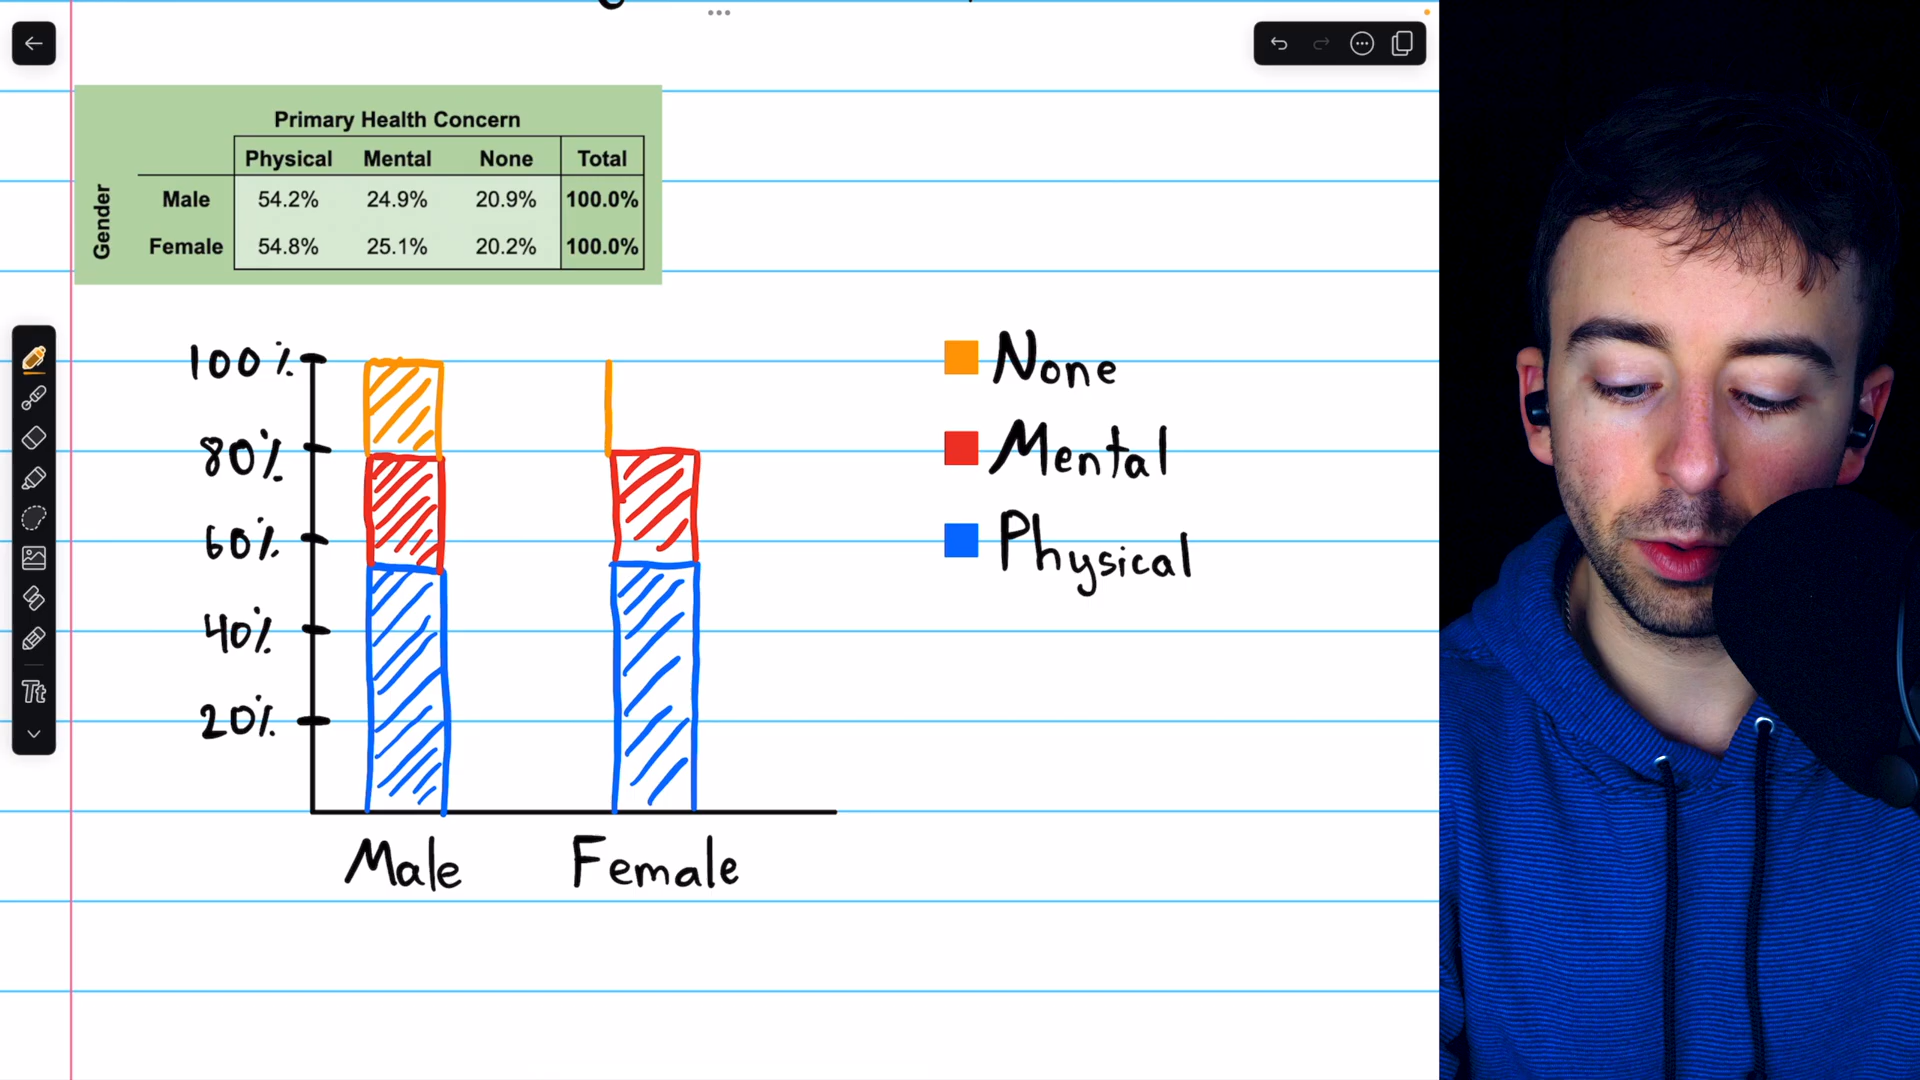 Primary Health Concern
Physical Mental None Total
Gender
Male 54.2% 24.9% 20.9% 100.0%
Female 54.8% 25.1% 20.2% 100.0%
100%
80%
60%
40%
20%
Male Female
None
Mental
Physical
Tt